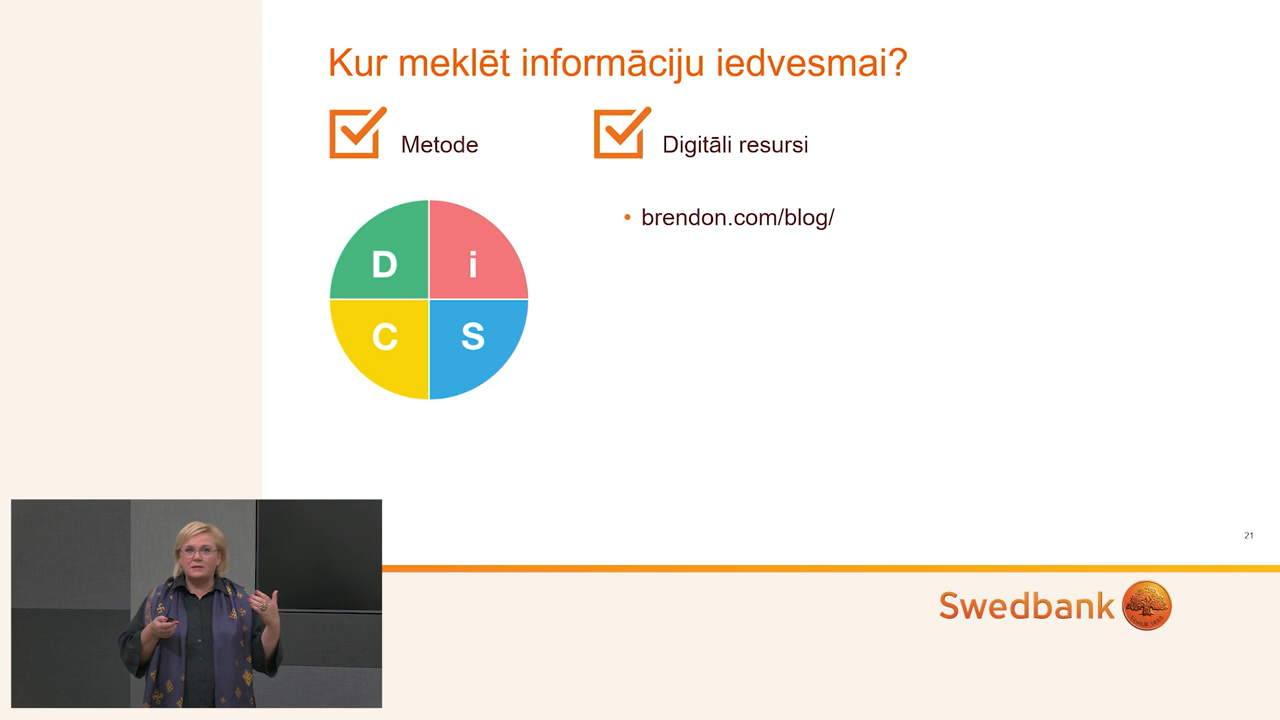 Kur meklēt informāciju iedvesmai?
Metode
Digitāli resursi
D i
C S
• brendon.com/blog/
21
Swedbank